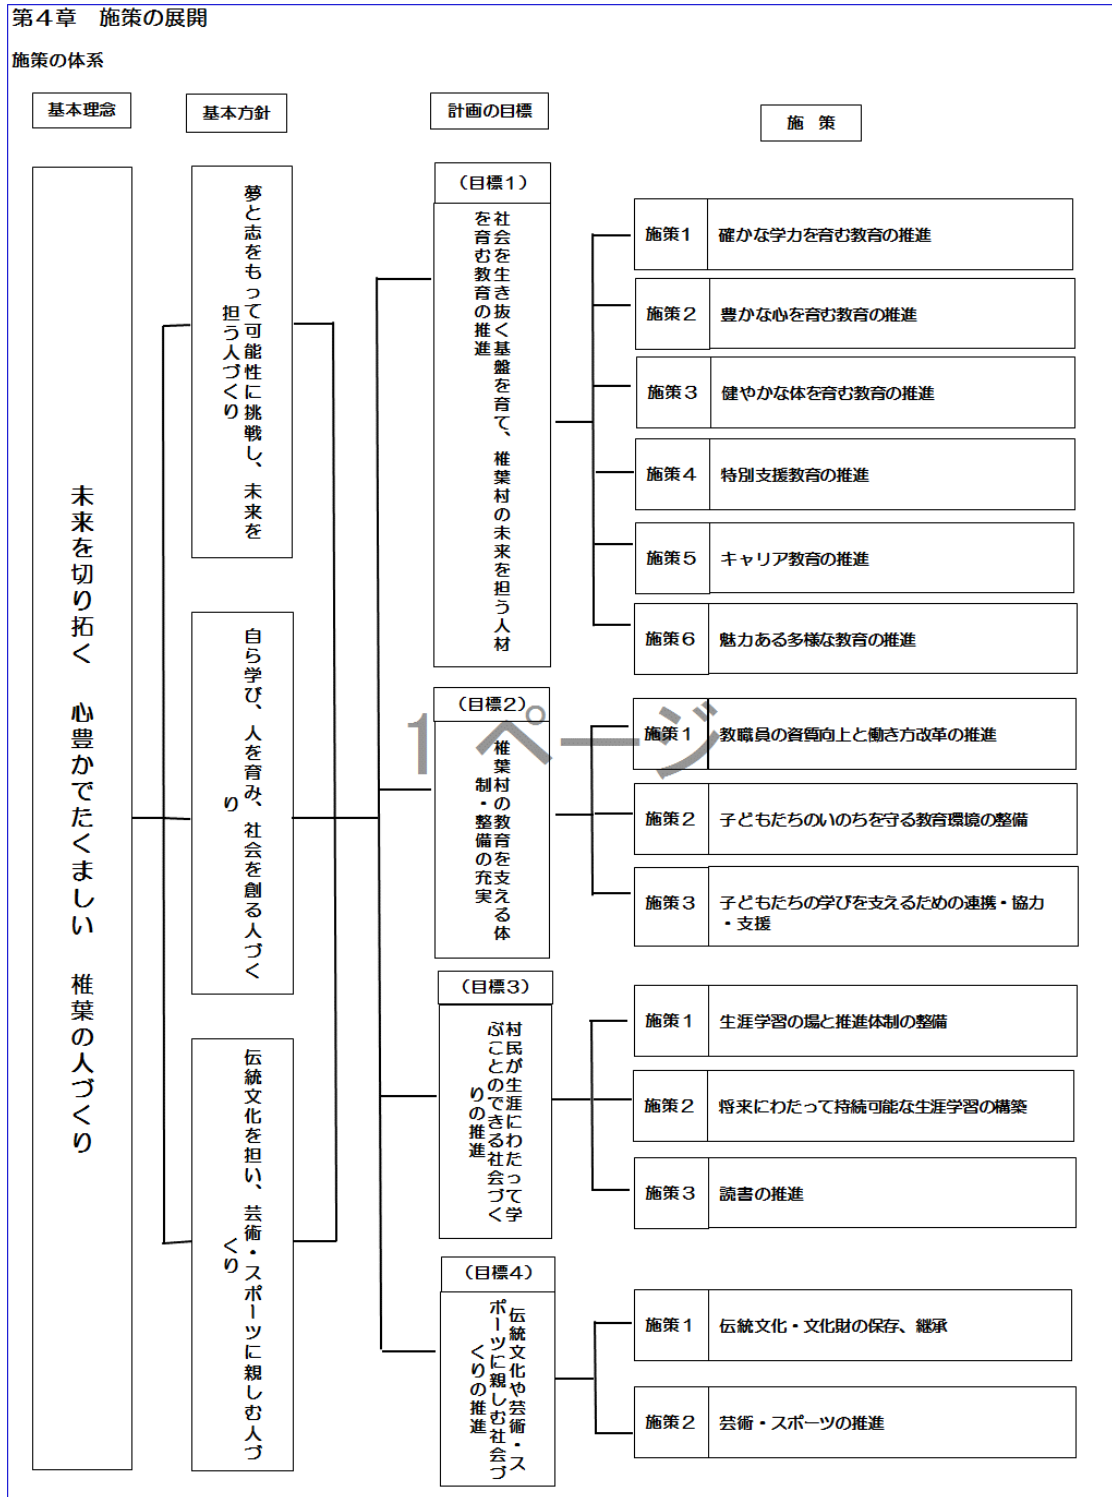 第4章　施策の展開
施策の体系
基本理念
基本方針
計画の目標
施　策
未来を切り拓く　心豊かでたくましい　椎葉の人づくり
夢と志をもって可能性に挑戦し、未来を
担う人づくり
自ら学び、人を育み、社会を創る人づく
り
伝統文化を担い、芸術・スポーツに親しむ人づ
くり
（目標1）
社会を生き抜く基盤を育て、椎葉村の未来を担う人材
を育む教育の推進
施策1　確かな学力を育む教育の推進
施策2　豊かな心を育む教育の推進
施策3　健やかな体を育む教育の推進
施策4　特別支援教育の推進
施策5　キャリア教育の推進
施策6　魅力ある多様な教育の推進
（目標2）
椎葉村の教育を支える体
制・整備の充実
施策1　教職員の資質向上と働き方改革の推進
施策2　子どもたちのいのちを守る教育環境の整備
施策3　子どもたちの学びを支えるための連携・協力
・支援
（目標3）
村民が生涯にわたって学
ぶことのできる社会づく
りの推進
施策1　生涯学習の場と推進体制の整備
施策2　将来にわたって持続可能な生涯学習の構築
施策3　読書の推進
（目標4）
伝統文化や芸術・ス
ポーツに親しむ社会づ
くりの推進
施策1　伝統文化・文化財の保存、継承
施策2　芸術・スポーツの推進
1 ページ